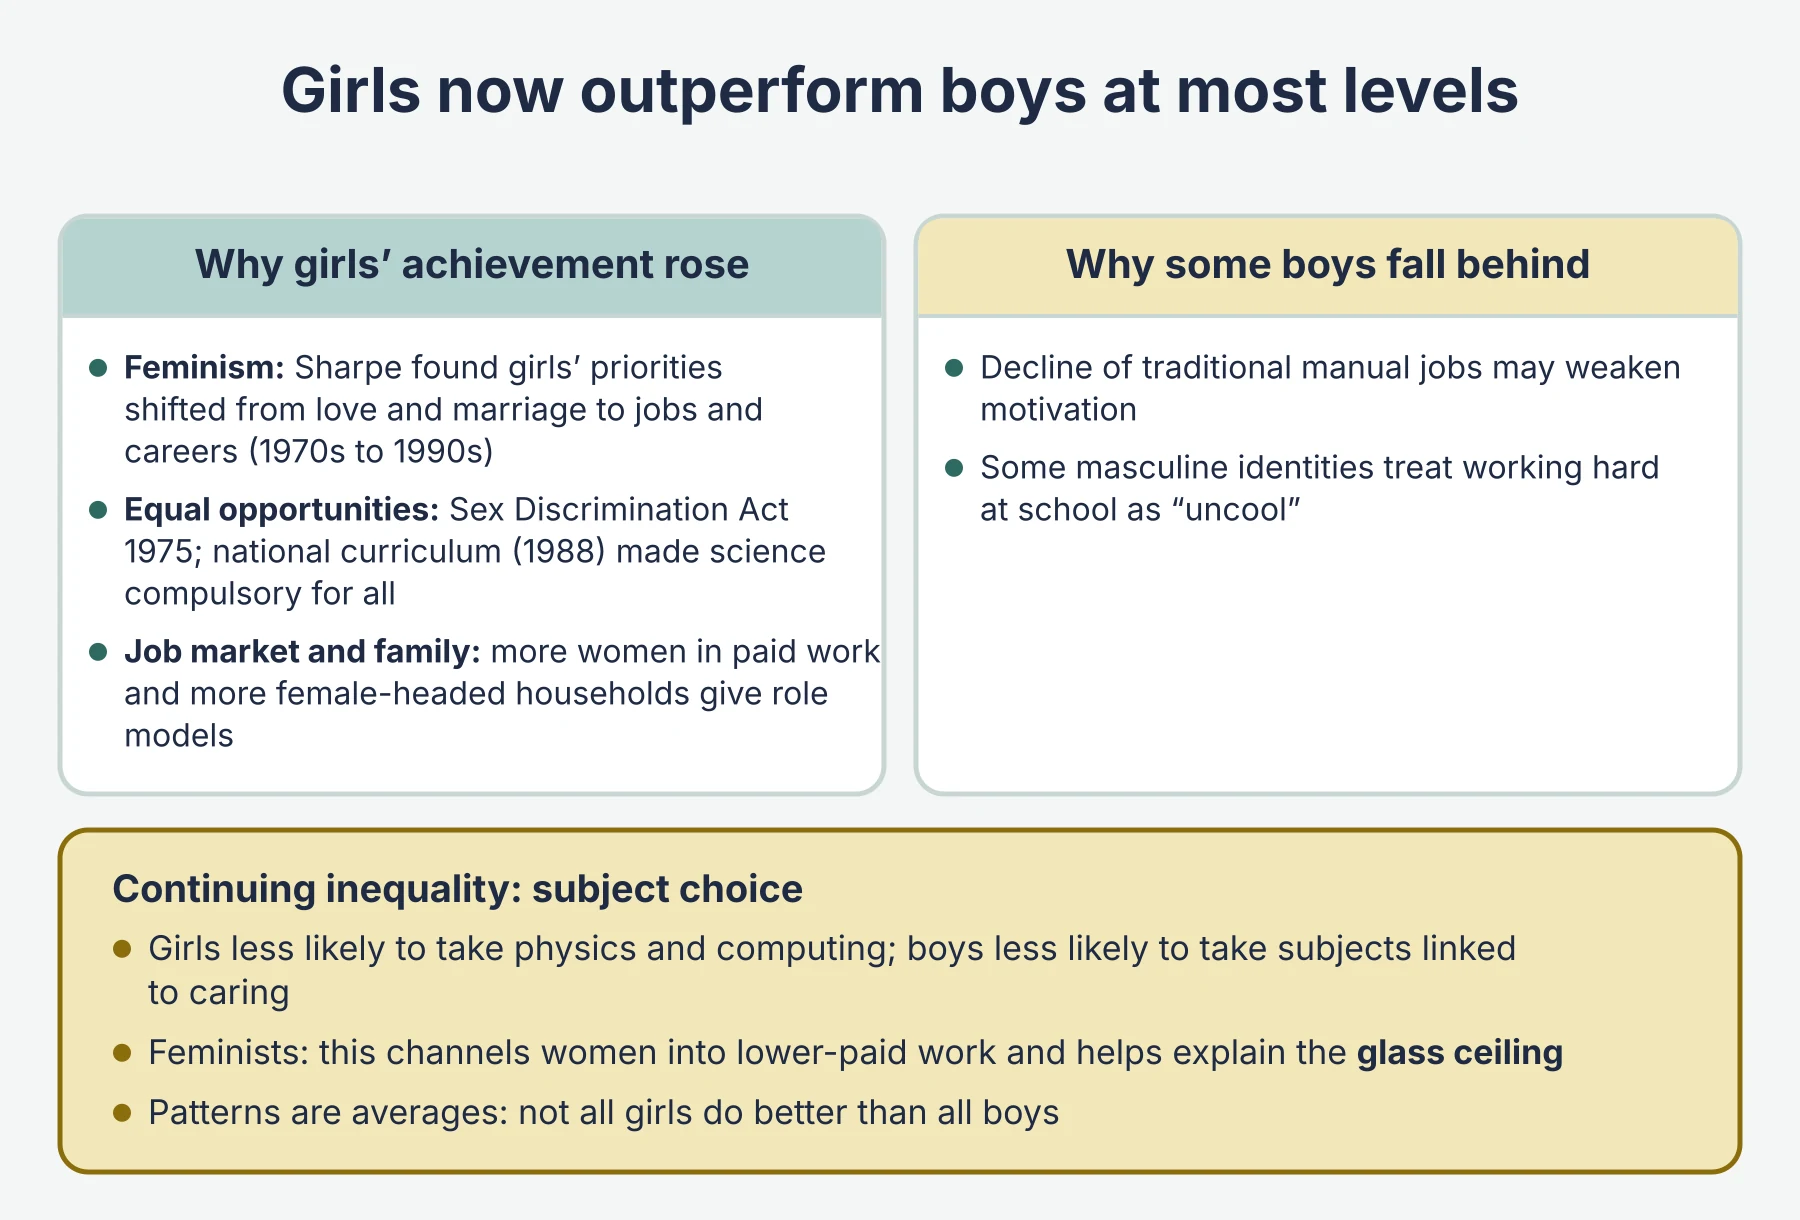 Girls now outperform boys at most levels
Why girls’ achievement rose
Feminism: Sharpe found girls’ priorities
shifted from love and marriage to jobs and
careers (1970s to 1990s)
Equal opportunities: Sex Discrimination Act
1975; national curriculum (1988) made science
compulsory for all
Job market and family: more women in paid work
and more female-headed households give role
models
Why some boys fall behind
Decline of traditional manual jobs may weaken
motivation
Some masculine identities treat working hard
at school as “uncool”
Continuing inequality: subject choice
Girls less likely to take physics and computing; boys less likely to take subjects linked
to caring
Feminists: this channels women into lower-paid work and helps explain the glass ceiling
Patterns are averages: not all girls do better than all boys